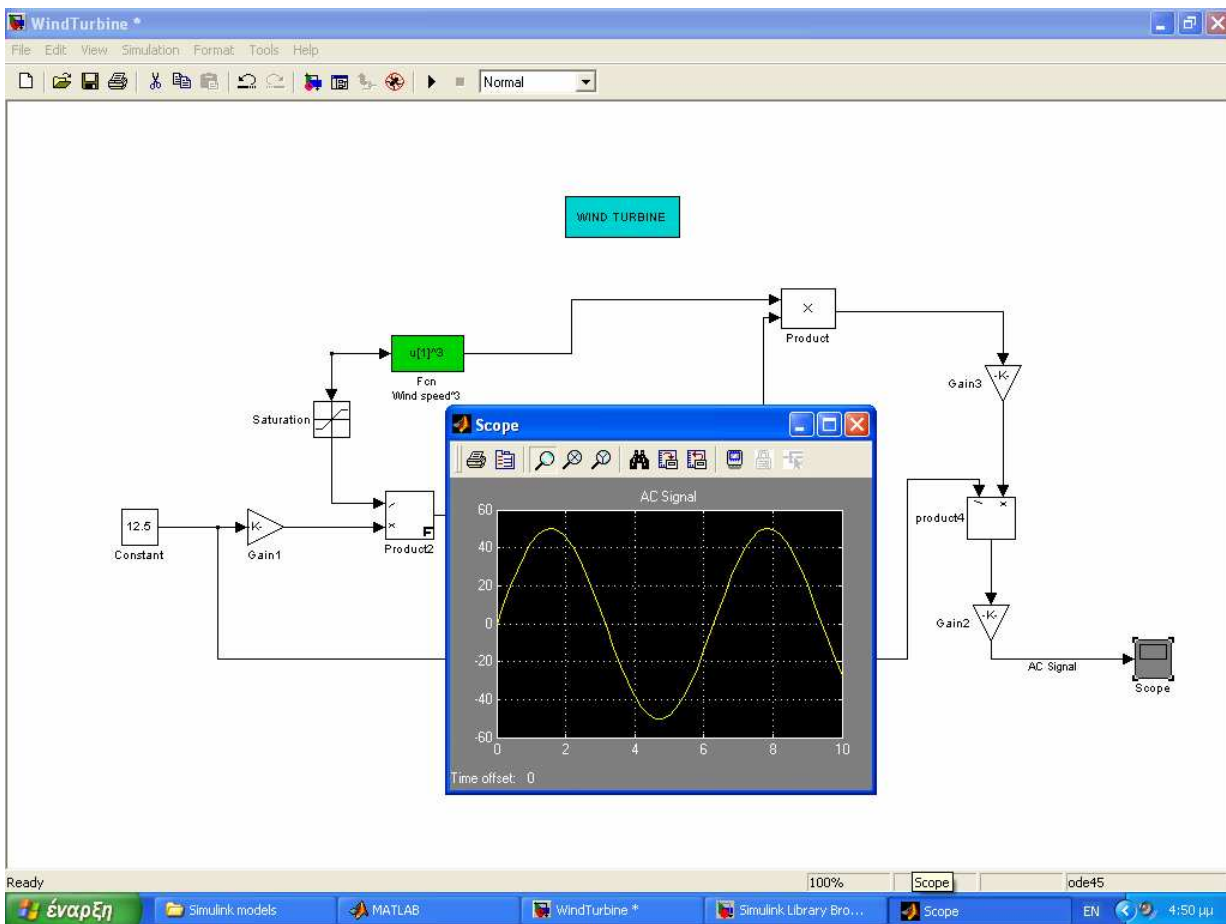 WindTurbine *
File Edit View Simulation Format Tools Help
Normal
WIND TURBINE
u[1]^3
Fcn
Wind speed^3
×
Product
-K-
Gain3
Saturation
12.5
Constant
K-
Gain1
×
F
Product2
product4
×
-K-
Gain2
AC Signal
Scope
Scope
AC Signal
60
40
20
0
-20
-40
-60
0 2 4 6 8 10
Time offset: 0
Ready
100%
Scope
ode45
έναρξη
Simulink models
MATLAB
WindTurbine *
Simulink Library Bro...
Scope
EN
4:50 μμ